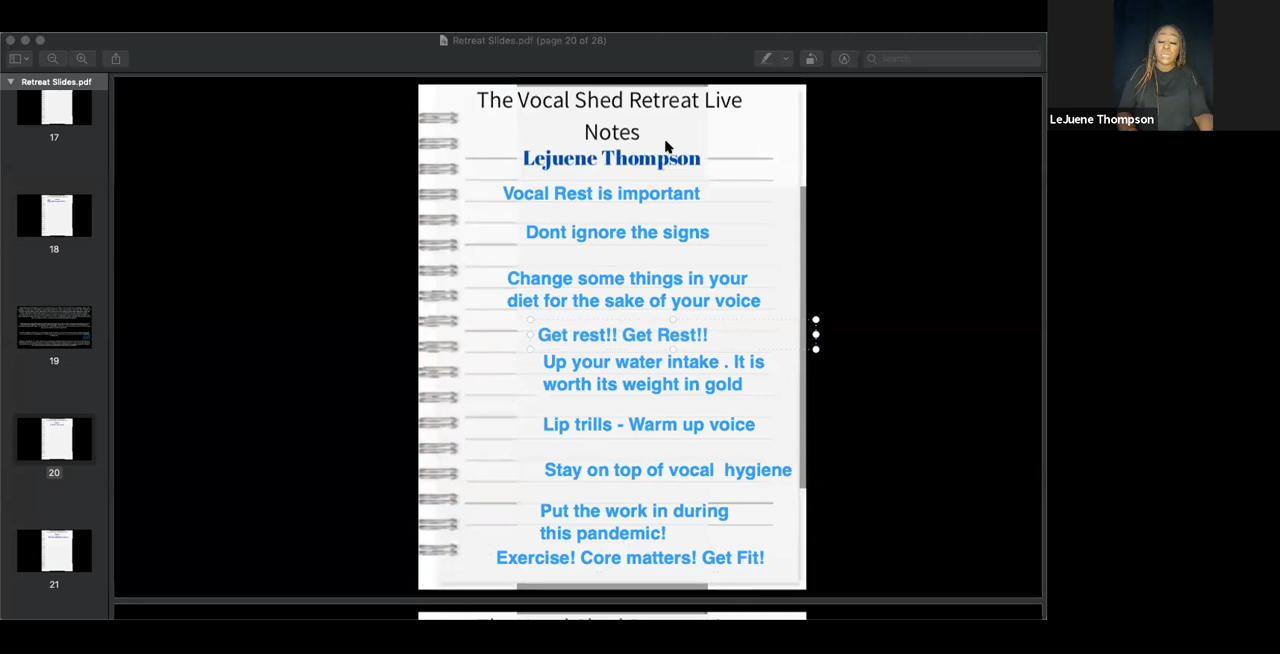 Retreat Slides.pdf (page 20 of 28)
Search
Retreat Slides.pdf
17
18
19
20
21
The Vocal Shed Retreat Live
Notes
Lejuene Thompson
Vocal Rest is important
Dont ignore the signs
Change some things in your
diet for the sake of your voice
Get rest!! Get Rest!!
Up your water intake . It is
worth its weight in gold
Lip trills - Warm up voice
Stay on top of vocal  hygiene
Put the work in during
this pandemic!
Exercise! Core matters! Get Fit!
LeJuene Thompson